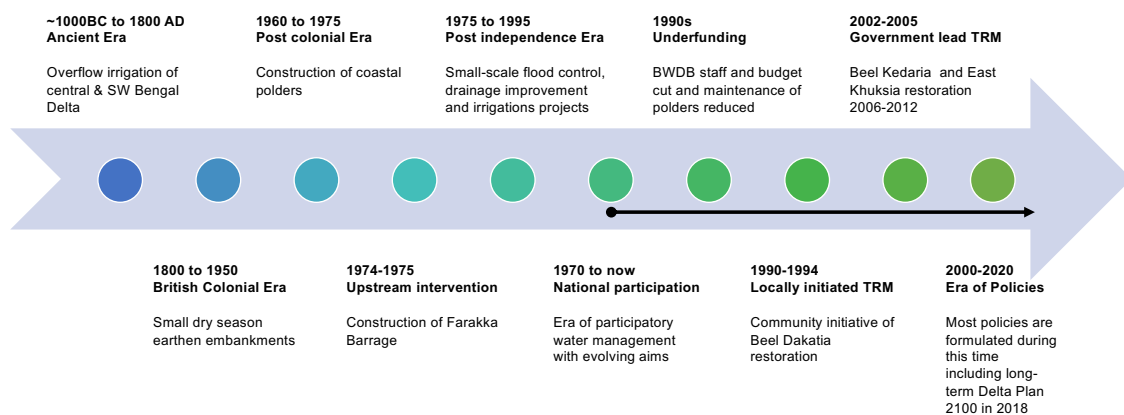 ~1000BC to 1800 AD
Ancient Era
Overflow irrigation of
central & SW Bengal
Delta
1960 to 1975
Post colonial Era
Construction of coastal
polders
1975 to 1995
Post independence Era
Small-scale flood control,
drainage improvement
and irrigations projects
1990s
Underfunding
BWDB staff and budget
cut and maintenance of
polders reduced
2002-2005
Government lead TRM
Beel Kedaria and East
Khuksia restoration
2006-2012
1800 to 1950
British Colonial Era
Small dry season
earthen embankments
1974-1975
Upstream intervention
Construction of Farakka
Barrage
1970 to now
National participation
Era of participatory
water management
with evolving aims
1990-1994
Locally initiated TRM
Community initiative of
Beel Dakatia
restoration
2000-2020
Era of Policies
Most policies are
formulated during
this time
including long-
term Delta Plan
2100 in 2018